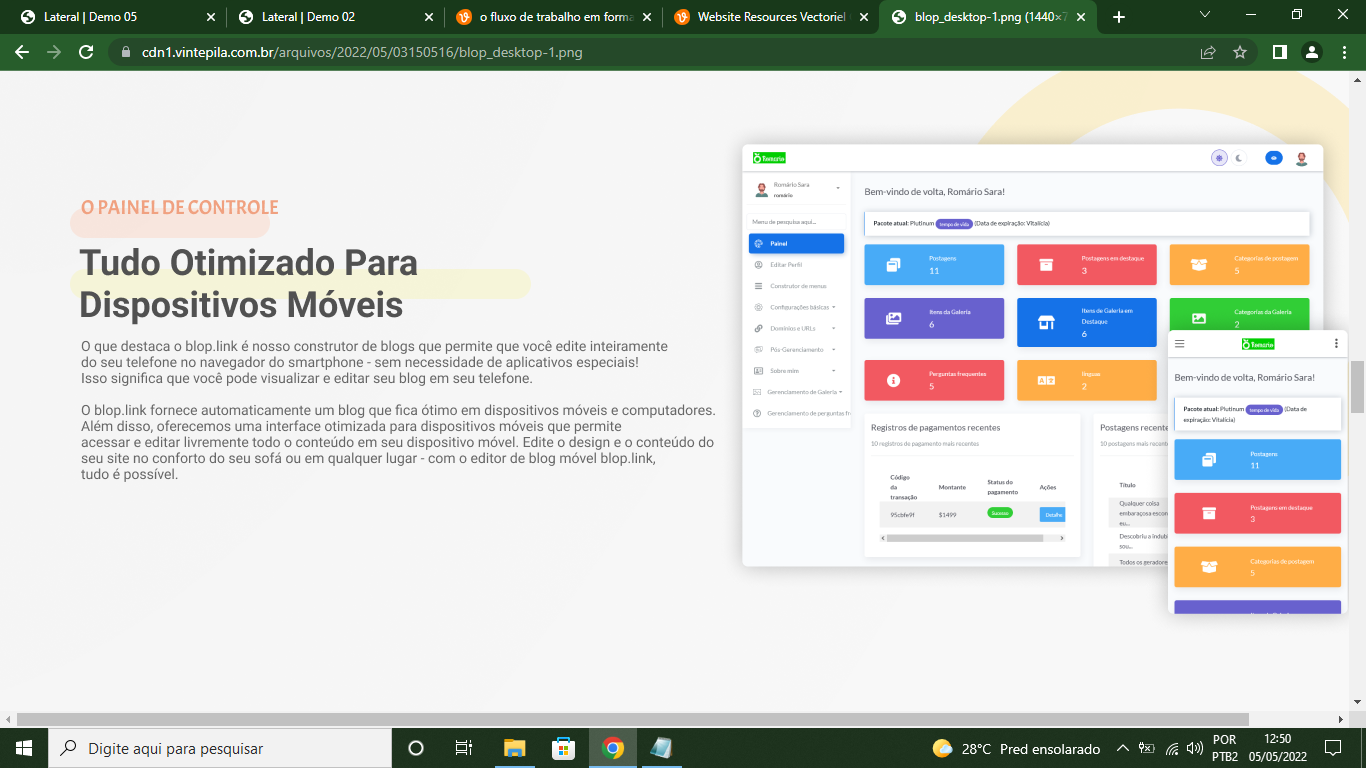 Lateral | Demo 05
Lateral | Demo 02
o fluxo de trabalho em forma
Website Resources Vectoriel
blop_desktop-1.png (1440×7
cdn1.vintepila.com.br/arquivos/2022/05/03150516/blop_desktop-1.png
O PAINEL DE CONTROLE
Tudo Otimizado Para
Dispositivos Móveis
O que destaca o blop.link é nosso construtor de blogs que permite que você edite inteiramente
do seu telefone no navegador do smartphone - sem necessidade de aplicativos especiais!
Isso significa que você pode visualizar e editar seu blog em seu telefone.
O blop.link fornece automaticamente um blog que fica ótimo em dispositivos móveis e computadores.
Além disso, oferecemos uma interface otimizada para dispositivos móveis que permite
acessar e editar livremente todo o conteúdo em seu dispositivo móvel. Edite o design e o conteúdo do
seu site no conforto do seu sofá ou em qualquer lugar - com o editor de blog móvel blop.link,
tudo é possível.
Romário Sara
romário
Menu de pesquisa aqui...
Painel
Editar Perfil
Construtor de menus
Configurações básicas
Domínios e URLs
Pós-Gerenciamento
Sobre mim
Gerenciamento de Galeria
Gerenciamento de perguntas fr
Bem-vindo de volta, Romário Sara!
Pacote atual: Plutinum tempo de vida (Data de expiração: Vitalícia)
Postagens
11
Postagens em destaque
3
Categorias de postagem
5
Itens da Galeria
6
Itens de Galeria em
Destaque
6
Categorias da Galeria
2
Perguntas frequentes
5
línguas
2
Registros de pagamentos recentes
10 registros de pagamento mais recentes
Código
da
transação
Montante
Status do
pagamento
Ações
95cbfe9f
$1499
Sucesso
Detalhe
Postagens recente
10 postagens mais recente
Título
Qualquer coisa
embaraçosa escon
eu...
Descobriu a indubi
sou...
Todos os geradore
Bem-vindo de volta, Romário Sara!
Pacote atual: Plutinum tempo de vida (Data de
expiração: Vitalícia)
Postagens
11
Postagens em destaque
3
Categorias de postagem
5
Digite aqui para pesquisar
28°C Pred ensolarado
POR
PTB2
12:50
05/05/2022